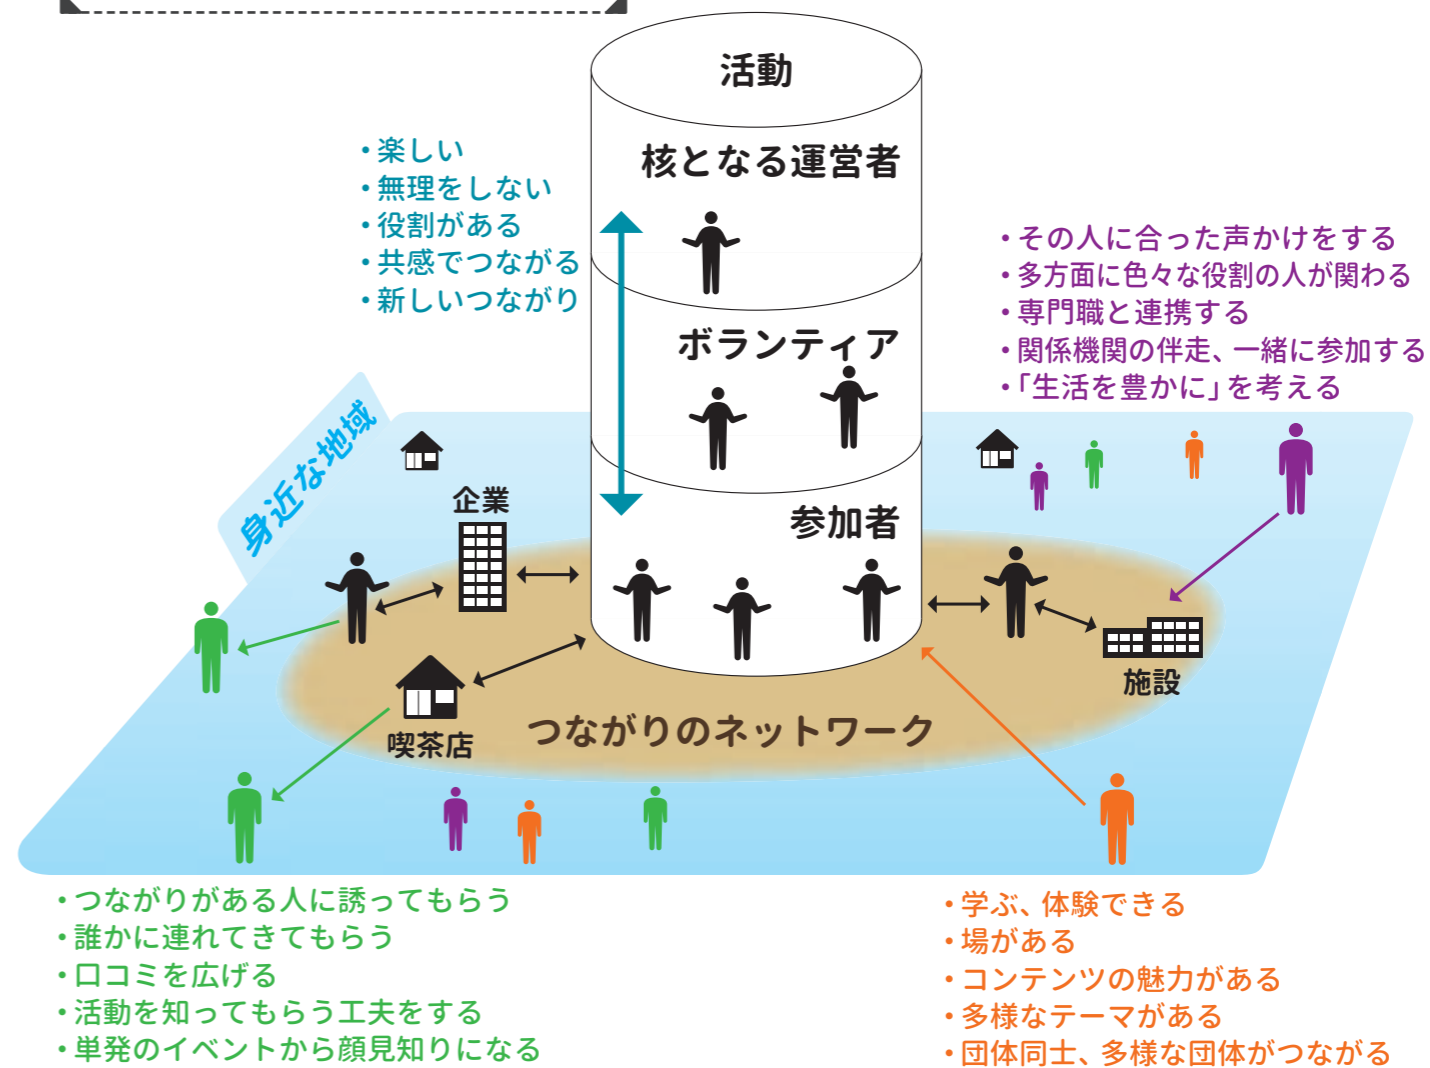 活動
核となる運営者
・楽しい
・無理をしない
・役割がある
・共感でつながる
・新しいつながり
・その人に合った声かけをする
・多方面に色々な役割の人が関わる
・専門職と連携する
・関係機関の伴走、一緒に参加する
・「生活を豊かに」を考える
ボランティア
身近な地域
企業
参加者
施設
つながりのネットワーク
喫茶店
・つながりがある人に誘ってもらう
・誰かに連れてきてもらう
・口コミを広げる
・活動を知ってもらう工夫をする
・単発のイベントから顔見知りになる
・学ぶ、体験できる
・場がある
・コンテンツの魅力がある
・多様なテーマがある
・団体同士、多様な団体がつながる